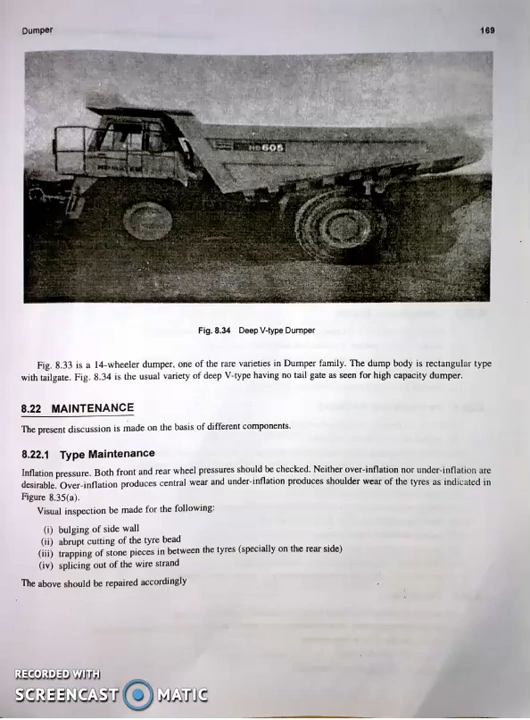 Dumper 169
605
Fig. 8.34 Deep V-type Dumper
Fig. 8.33 is a 14-wheeler dumper, one of the rare varieties in Dumper family. The dump body is rectangular type
with tailgate. Fig. 8.34 is the usual variety of deep V-type having no tail gate as seen for high capacity dumper.
8.22 MAINTENANCE
The present discussion is made on the basis of different components.
8.22.1 Type Maintenance
Inflation pressure. Both front and rear wheel pressures should be checked. Neither over-inflation nor under-inflation are
desirable. Over-inflation produces central wear and under-inflation produces shoulder wear of the tyres as indicated in
Figure 8.35(a).
Visual inspection be made for the following:
(i) bulging of side wall
(ii) abrupt cutting of the tyre bead
(iii) trapping of stone pieces in between the tyres (specially on the rear side)
(iv) splicing out of the wire strand
The above should be repaired accordingly
RECORDED WITH
SCREENCAST MATIC